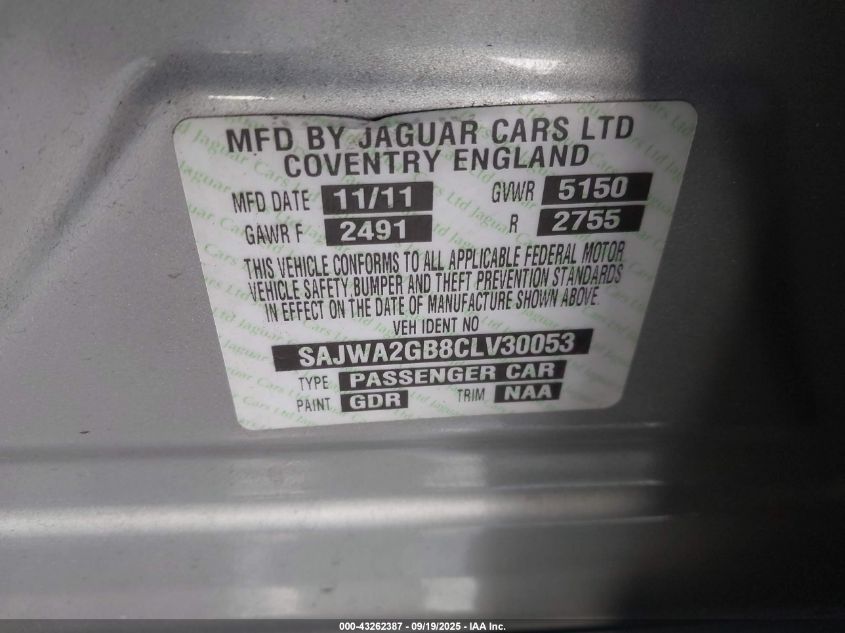 MFD BY JAGUAR CARS LTD
COVENTRY ENGLAND
MFD DATE 11/11 GVWR 5150
GAWR F 2491 R 2755
THIS VEHICLE CONFORMS TO ALL APPLICABLE FEDERAL MOTOR
VEHICLE SAFETY BUMPER AND THEFT PREVENTION STANDARDS
IN EFFECT ON THE DATE OF MANUFACTURE SHOWN ABOVE
VEH IDENT NO
SAJWA2GB8CLV30053
TYPE PASSENGER CAR
PAINT GDR TRIM NAA
000-43262387 - 09/19/2025 - IAA Inc.